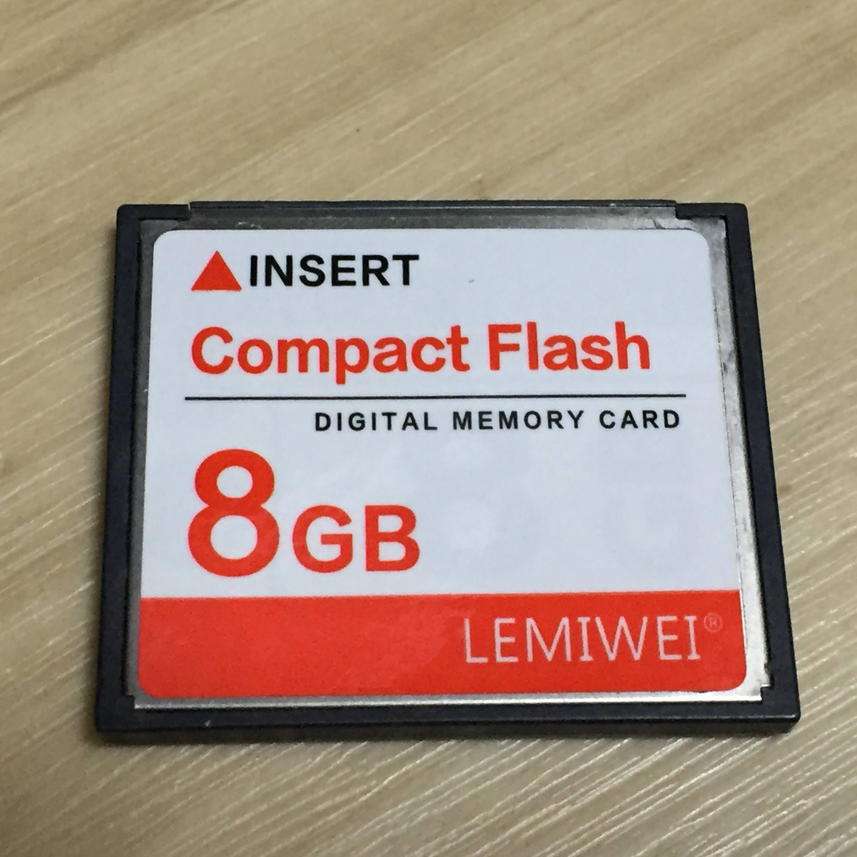 INSERT
Compact Flash
DIGITAL MEMORY CARD
8GB
LEMIWEI®